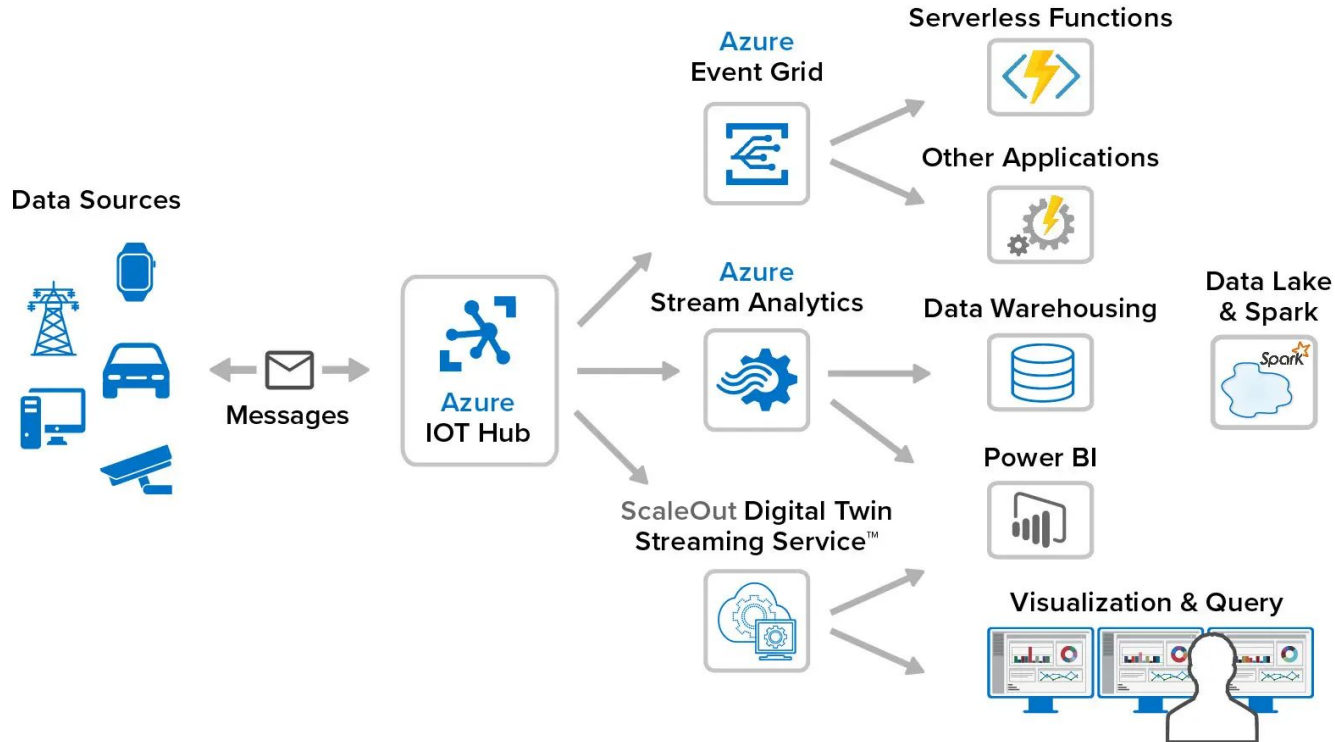 Data Sources
Messages
Azure
IOT Hub
Azure
Event Grid
Serverless Functions
Other Applications
Azure
Stream Analytics
Data Warehousing
Data Lake
& Spark
Spark
Power BI
ScaleOut Digital Twin
Streaming Service™
Visualization & Query